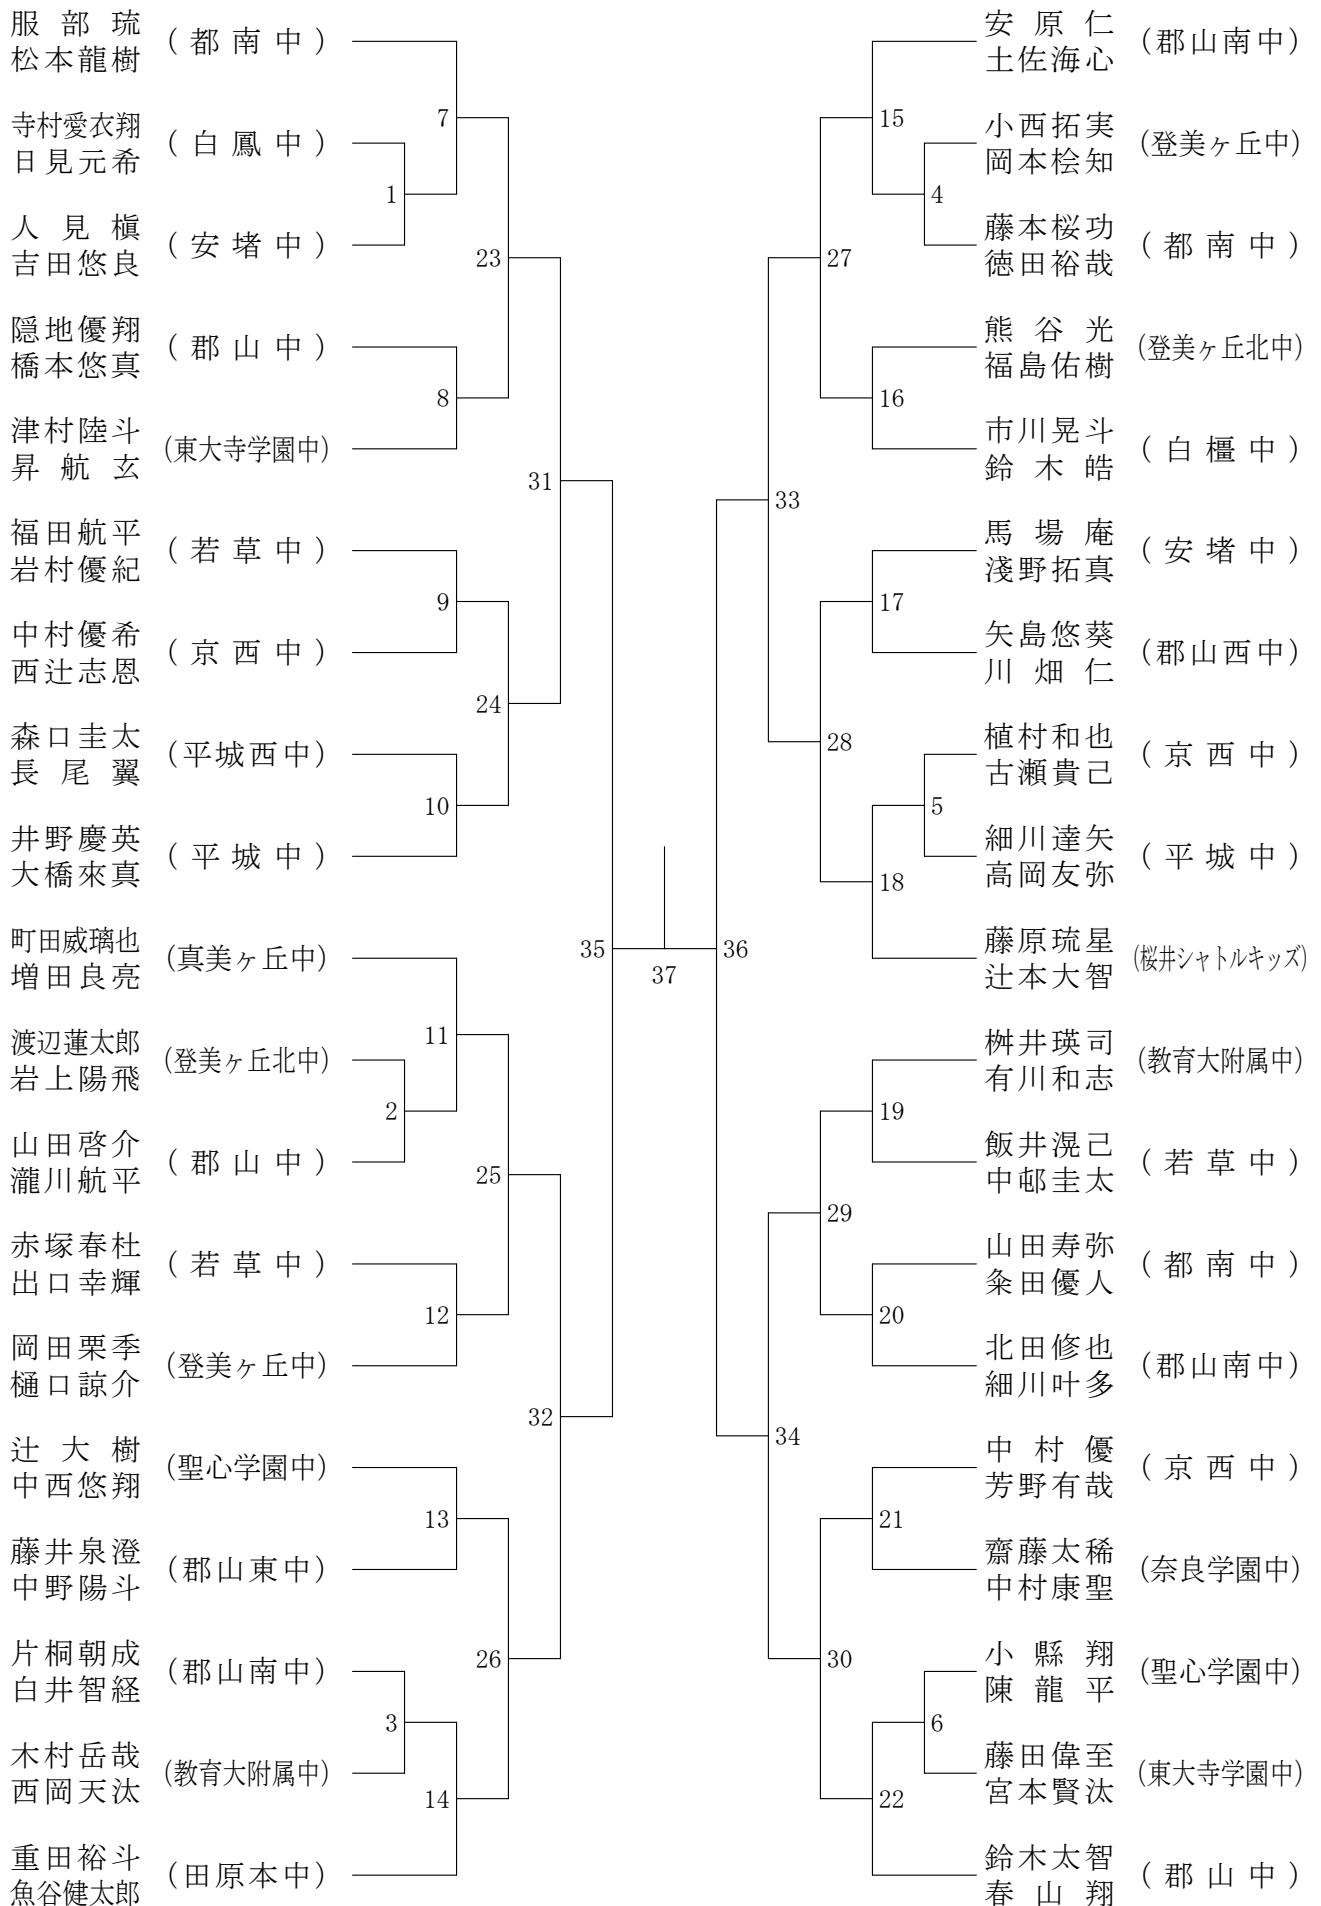 服部琉
松本龍樹
(都南中)
寺村愛衣翔
日見元希
(白鳳中)
人見槇
吉田悠良
(安堵中)
隠地優翔
橋本悠真
(郡山中)
津村陸斗
昇航玄
(東大寺学園中)
福田航平
岩村優紀
(若草中)
中村優希
西辻志恩
(京西中)
森口圭太
長尾翼
(平城西中)
井野慶英
大橋來真
(平城中)
町田威璃也
増田良亮
(真美ヶ丘中)
渡辺蓮太郎
岩上陽飛
(登美ヶ丘北中)
山田啓介
瀧川航平
(郡山中)
赤塚春杜
出口幸輝
(若草中)
岡田栗季
樋口諒介
(登美ヶ丘中)
辻大樹
中西悠翔
(聖心学園中)
藤井泉澄
中野陽斗
(郡山東中)
片桐朝成
白井智経
(郡山南中)
木村岳哉
西岡天汰
(教育大附属中)
重田裕斗
魚谷健太郎
(田原本中)
7
1
23
8
31
9
24
10
35
11
2
25
12
32
13
26
3
14
37
36
15
4
27
16
33
17
28
5
18
19
29
20
34
21
30
6
22
安原仁
土佐海心
(郡山南中)
小西拓実
岡本桧知
(登美ヶ丘中)
藤本桜功
徳田裕哉
(都南中)
熊谷光
福島佑樹
(登美ヶ丘北中)
市川晃斗
鈴木皓
(白橿中)
馬場庵
淺野拓真
(安堵中)
矢島悠葵
川畑仁
(郡山西中)
植村和也
古瀬貴己
(京西中)
細川達矢
高岡友弥
(平城中)
藤原琉星
辻本大智
(桜井シャトルキッズ)
桝井瑛司
有川和志
(教育大附属中)
飯井滉己
中邨圭太
(若草中)
山田寿弥
粂田優人
(都南中)
北田修也
細川叶多
(郡山南中)
中村優
芳野有哉
(京西中)
齋藤太稀
中村康聖
(奈良学園中)
小縣翔
陳龍平
(聖心学園中)
藤田偉至
宮本賢汰
(東大寺学園中)
鈴木太智
春山翔
(郡山中)